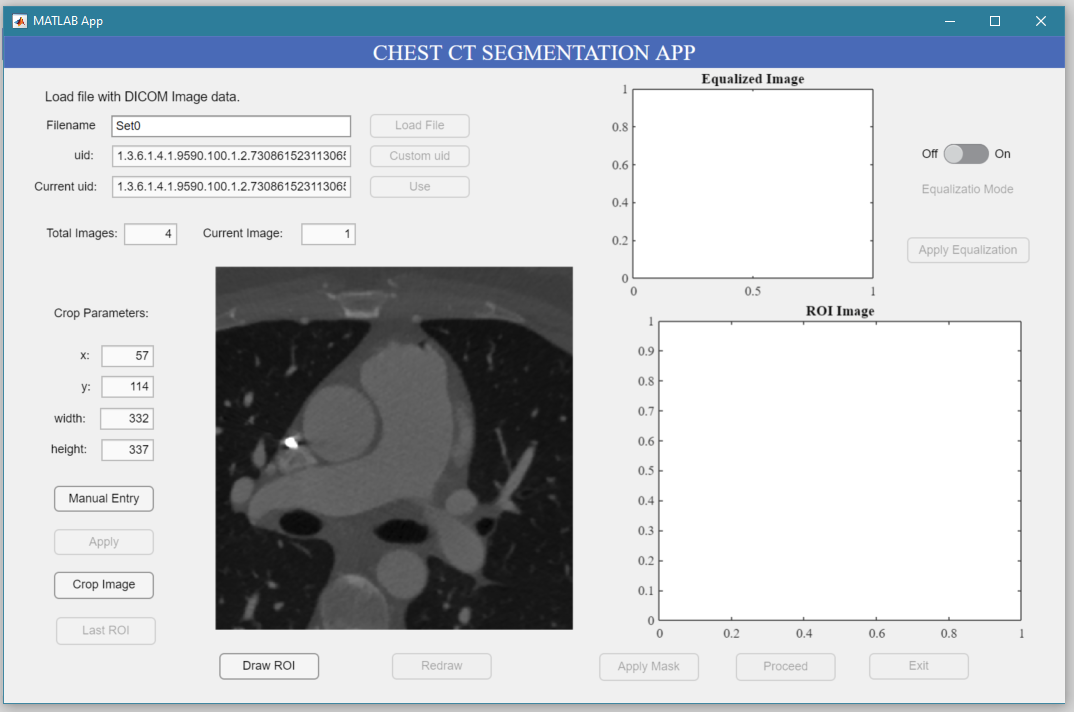 MATLAB App
CHEST CT SEGMENTATION APP
Load file with DICOM Image data.
Filename Set0 Load File
uid: 1.3.6.1.4.1.9590.100.1.2.7308615231130 Custom uid
Current uid: 1.3.6.1.4.1.9590.100.1.2.7308615231130 Use
Total Images: 4 Current Image: 1
Crop Parameters:
x: 57
y: 114
width: 332
height: 337
Manual Entry
Apply
Crop Image
Last ROI
Draw ROI Redraw
Equalized Image
1
0.8
0.6
0.4
0.2
0
0 0.5 1
Off On
Equalizatio Mode
Apply Equalization
ROI Image
1
0.9
0.8
0.7
0.6
0.5
0.4
0.3
0.2
0.1
0
0 0.2 0.4 0.6 0.8 1
Apply Mask Proceed Exit